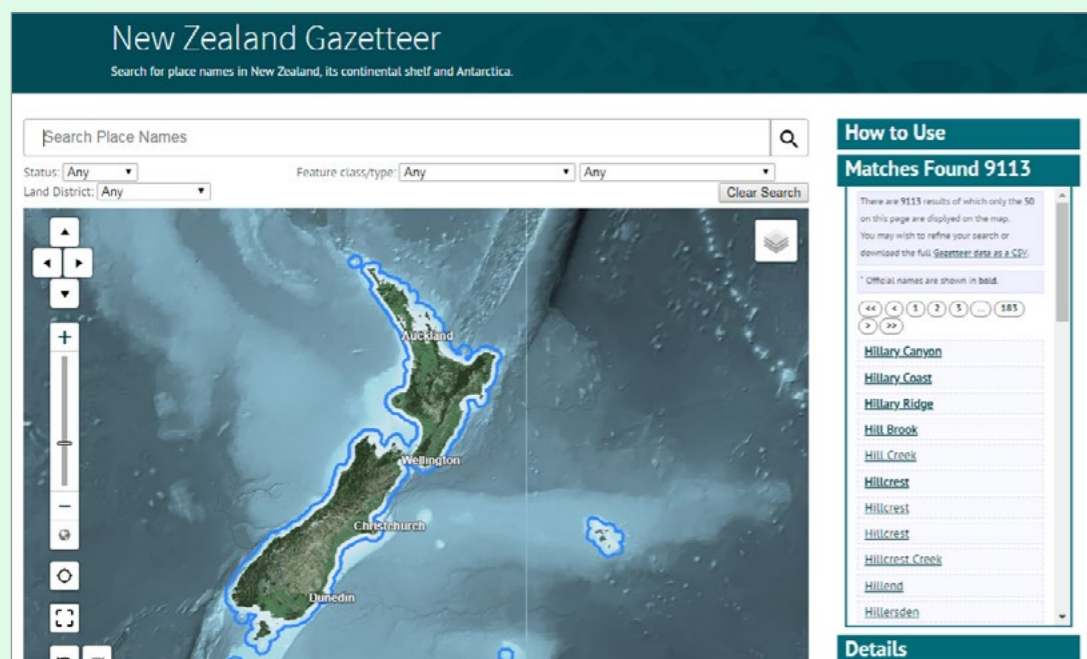 New Zealand Gazetteer
Search for place names in New Zealand, its continental shelf and Antarctica.
Search Place Names
Status: Any
Feature class/type: Any
Any
Land District: Any
Clear Search
Auckland
Wellington
Christchurch
Dunedin
How to Use
Matches Found 9113
There are 9113 results of which only the 50
on this page are displyed on the map.
You may wish to refine your search or
download the full Gazetteer data as a CSV.
* Official names are shown in bold.
<< < 1 2 3 ... 183
> >>
Hillary Canyon
Hillary Coast
Hillary Ridge
Hill Brook
Hill Creek
Hillcrest
Hillcrest
Hillcrest
Hillcrest Creek
Hillend
Hillersden
Details